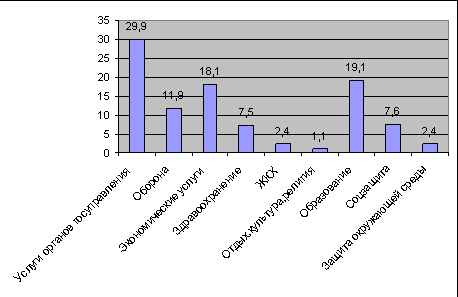 35
30
25
20
15
10
5
0
29,9
11,9
18,1
7,5
2,4
1,1
19,1
7,6
2,4
Услуги органов госуправления
Оборона
Экономические услуги
Здравоохранение
ЖКХ
Отдых,культура,религия
Образование
Соцзащита
Защита окружающей среды